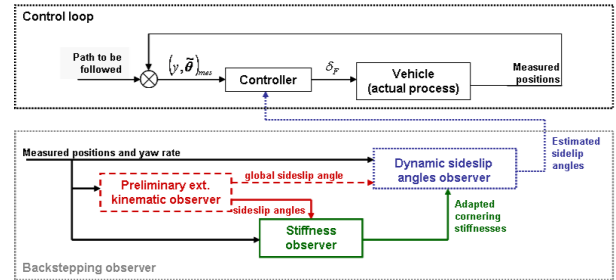 Control loop
Path to be
followed
(y, θ̃)mes
Controller
δF
Vehicle
(actual process)
Measured
positions
Measured positions and yaw rate
Preliminary ext.
kinematic observer
global sideslip angle
sideslip angles
Stiffness
observer
Dynamic sideslip
angles observer
Estimated
sidelip
angles
Adapted
cornering
stiffnesses
Backstepping observer